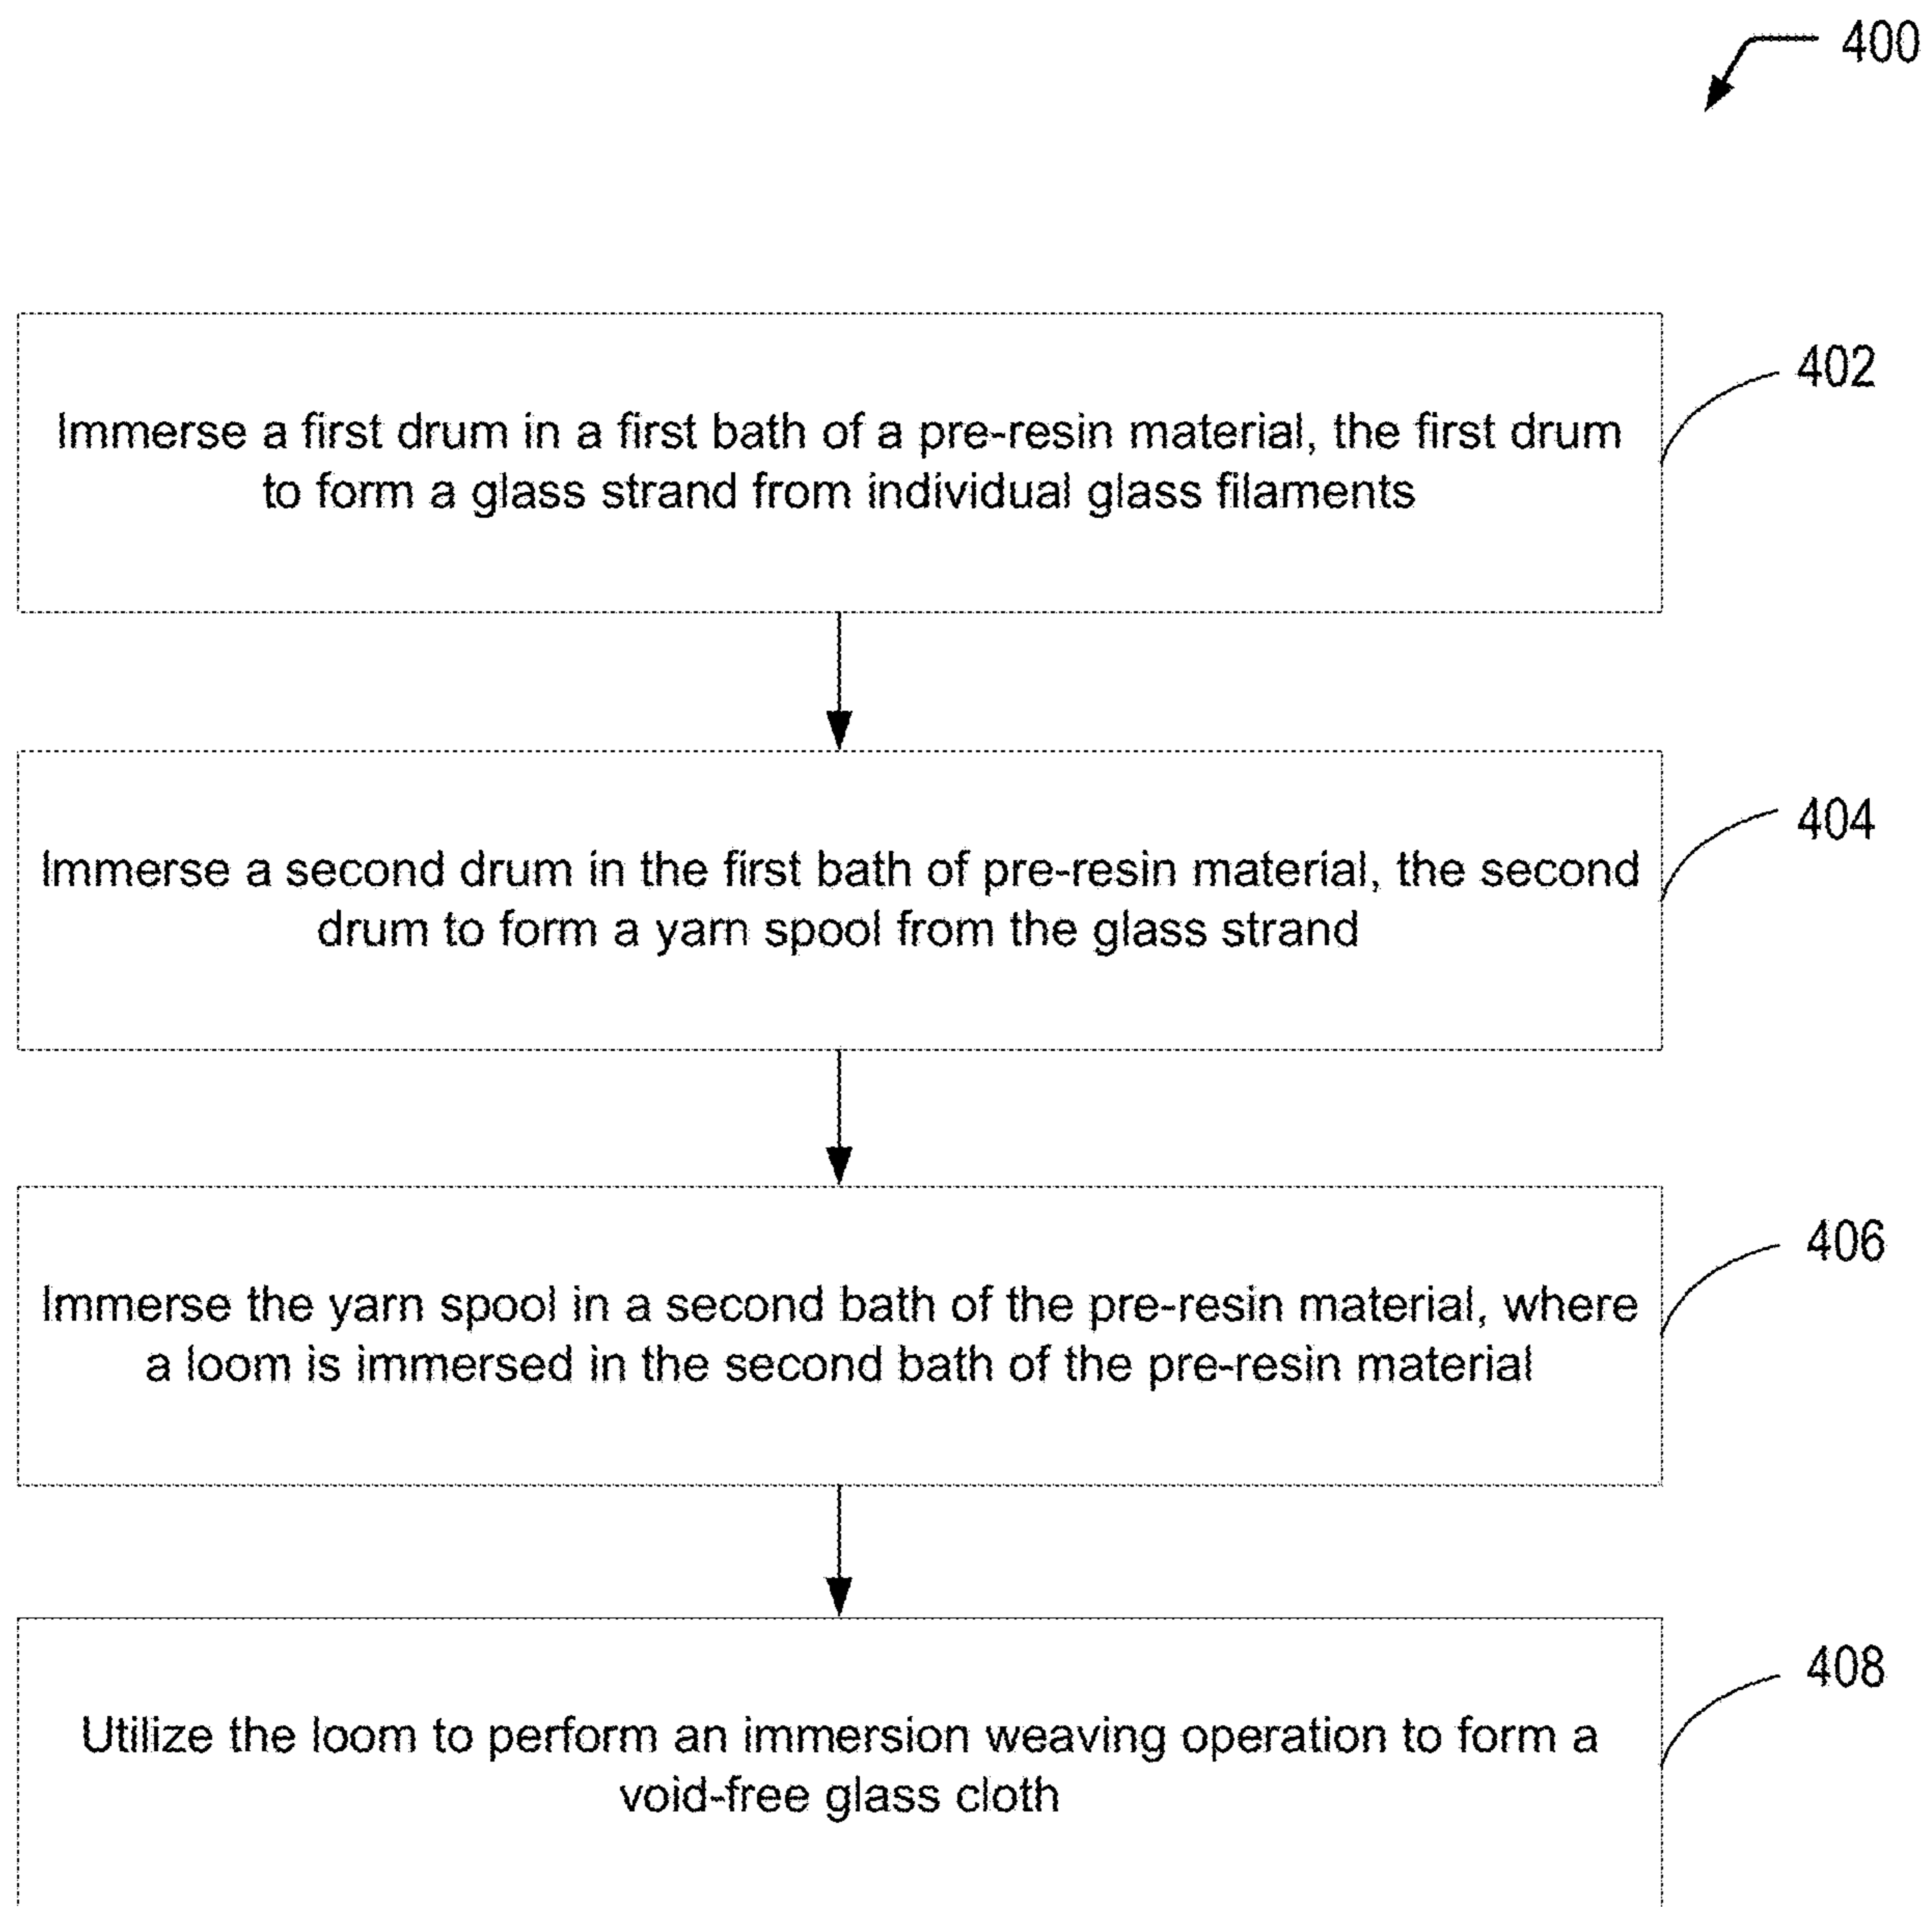 400
Immerse a first drum in a first bath of a pre-resin material, the first drum
to form a glass strand from individual glass filaments
402
Immerse a second drum in the first bath of pre-resin material, the second
drum to form a yarn spool from the glass strand
404
Immerse the yarn spool in a second bath of the pre-resin material, where
a loom is immersed in the second bath of the pre-resin material
406
Utilize the loom to perform an immersion weaving operation to form a
void-free glass cloth
408